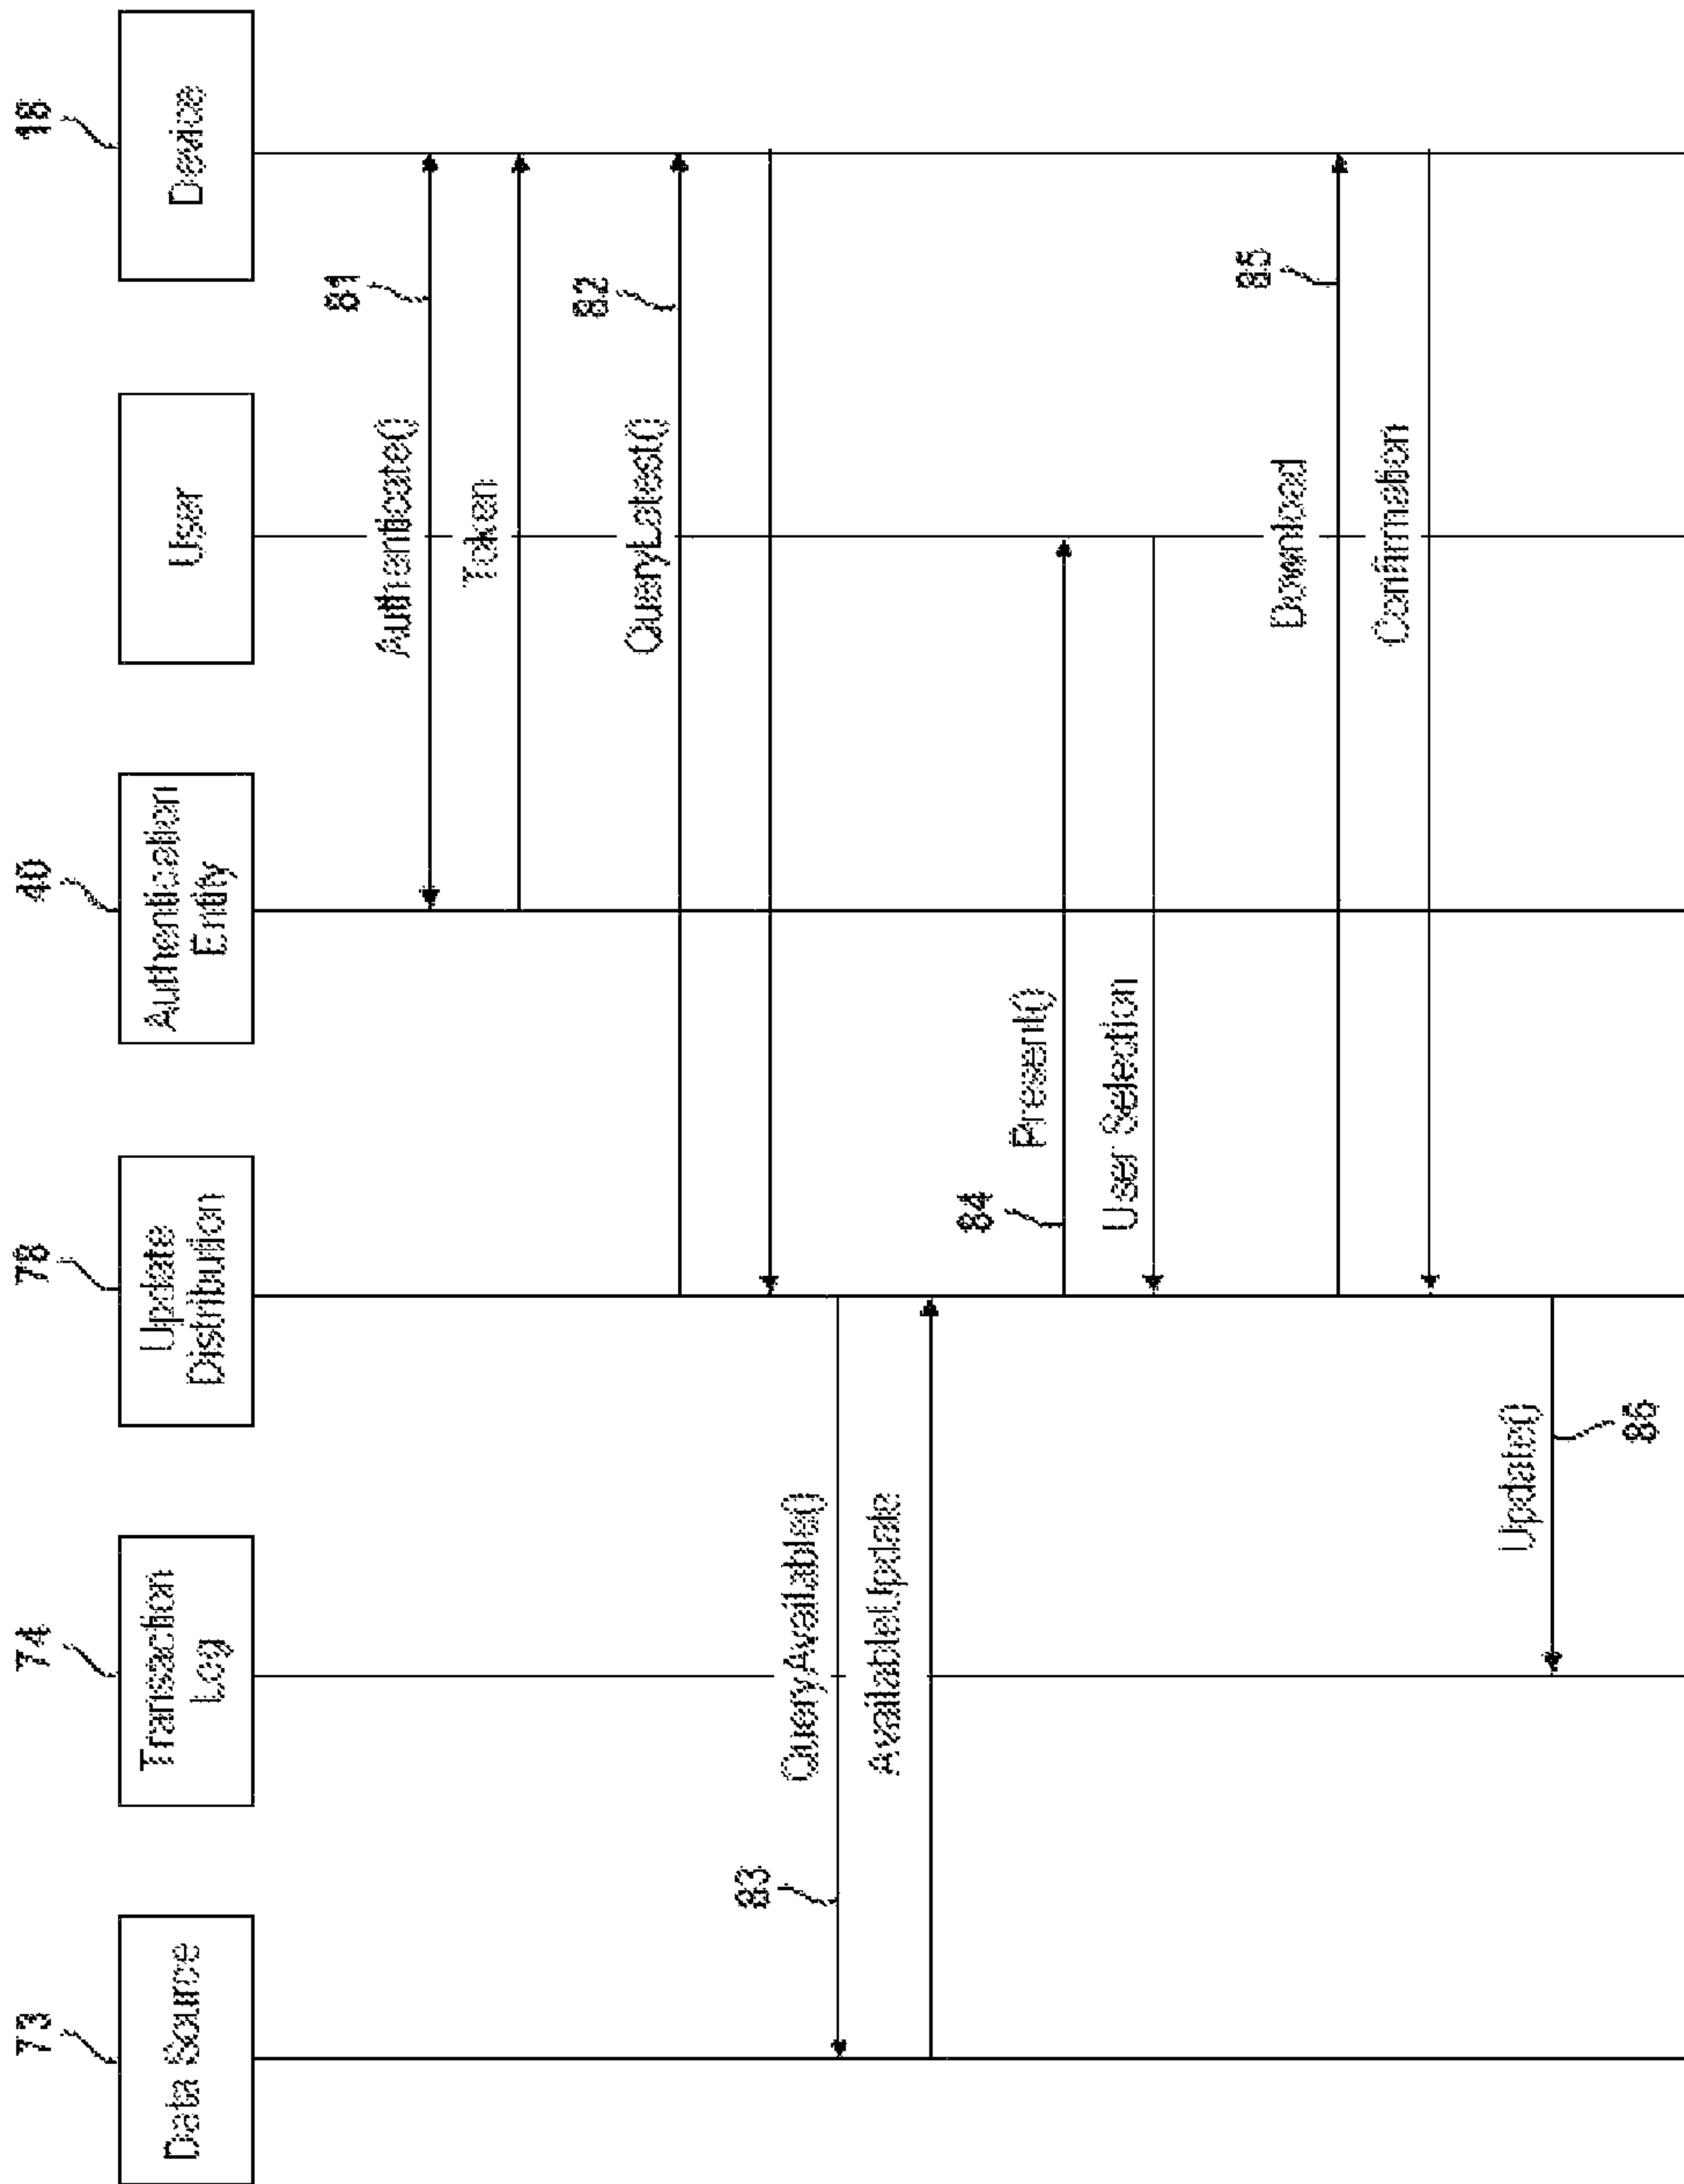 73
74
78
40
18
Data Source
Transaction
Log
Update
Distribution
Authentication
Entity
User
Device
Authenticate()
81
Token
QueryLatest()
82
83
QueryAvailable()
AvailableUpdate
84
Present()
User Selection
Download
85
Confirmation
Update()
86